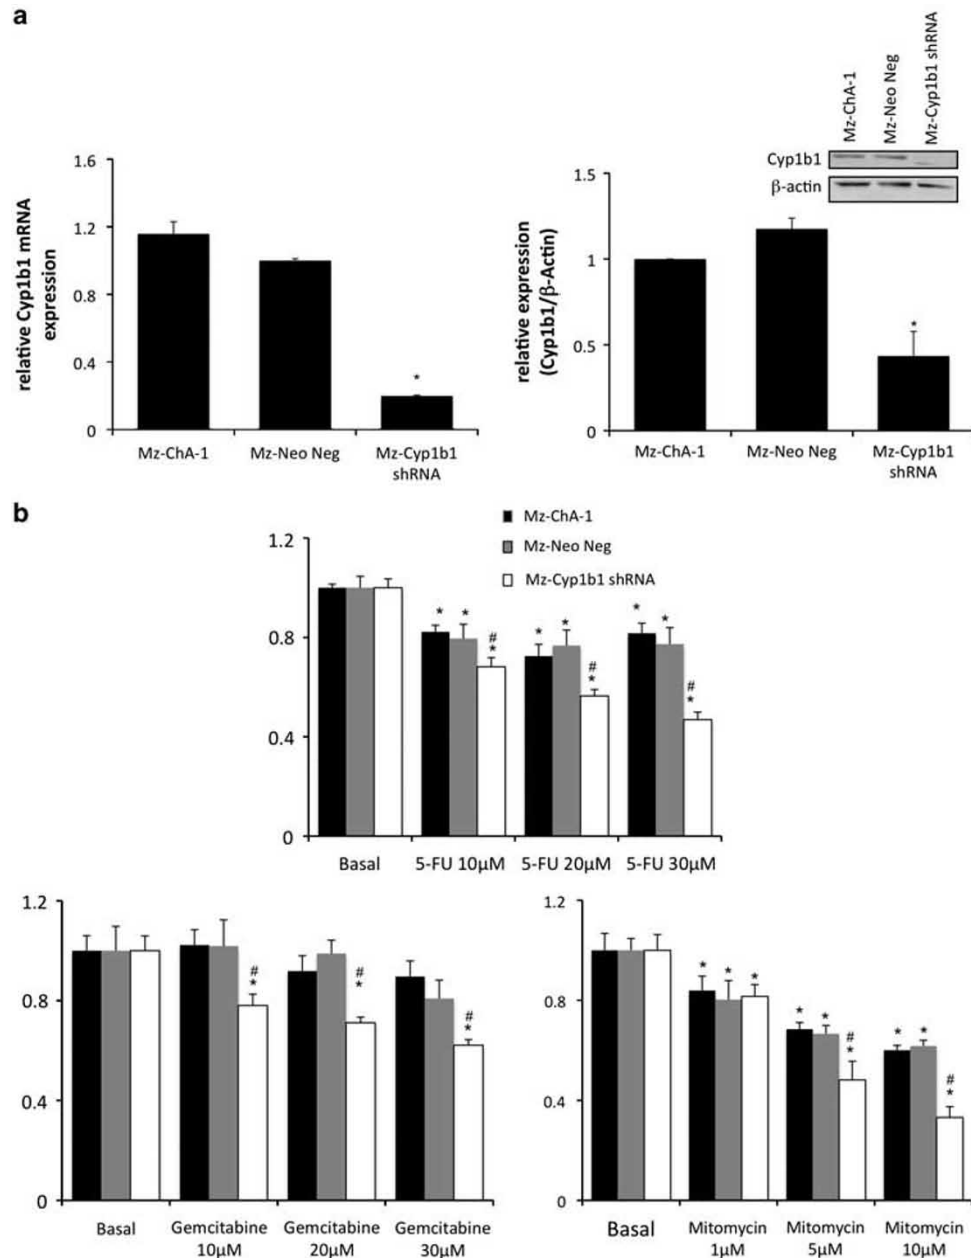 a
1.6
1.2
0.8
0.4
0
relative Cyp1b1 mRNA
expression
Mz-ChA-1
Mz-Neo Neg
Mz-Cyp1b1
shRNA
*
Mz-ChA-1
Mz-Neo Neg
Mz-Cyp1b1 shRNA
Cyp1b1
β-actin
1.5
1
0.5
0
relative expression
(Cyp1b1/β-Actin)
*
Mz-ChA-1
Mz-Neo Neg
Mz-Cyp1b1
shRNA
b
Mz-ChA-1
Mz-Neo Neg
Mz-Cyp1b1 shRNA
1.2
0.8
0.4
0
* * # *
* * # *
* * # *
Basal
5-FU 10μM
5-FU 20μM
5-FU 30μM
1.2
0.8
0.4
0
# *
# *
# *
Basal
Gemcitabine
10μM
Gemcitabine
20μM
Gemcitabine
30μM
1.2
0.8
0.4
0
* * *
* * # *
* * # *
Basal
Mitomycin
1μM
Mitomycin
5μM
Mitomycin
10μM